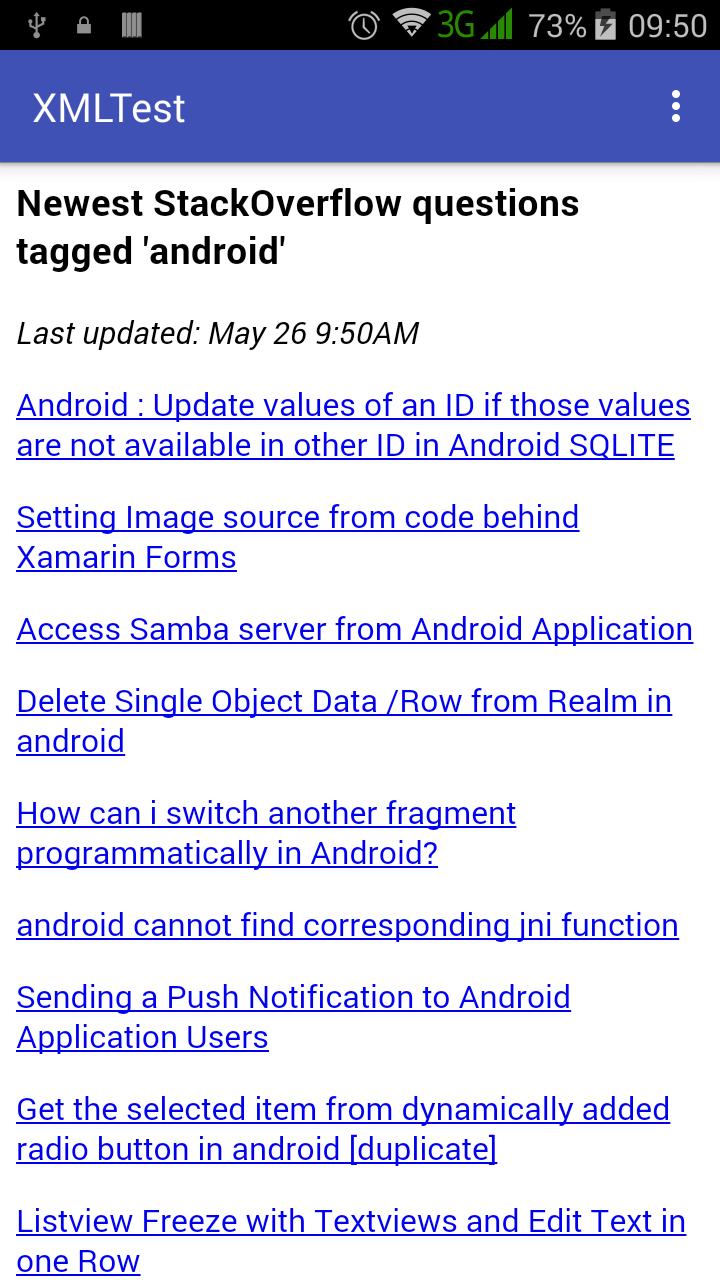 3G 73% 09:50
XMLTest
Newest StackOverflow questions
tagged 'android'
Last updated: May 26 9:50AM
Android : Update values of an ID if those values
are not available in other ID in Android SQLITE
Setting Image source from code behind
Xamarin Forms
Access Samba server from Android Application
Delete Single Object Data /Row from Realm in
android
How can i switch another fragment
programmatically in Android?
android cannot find corresponding jni function
Sending a Push Notification to Android
Application Users
Get the selected item from dynamically added
radio button in android [duplicate]
Listview Freeze with Textviews and Edit Text in
one Row